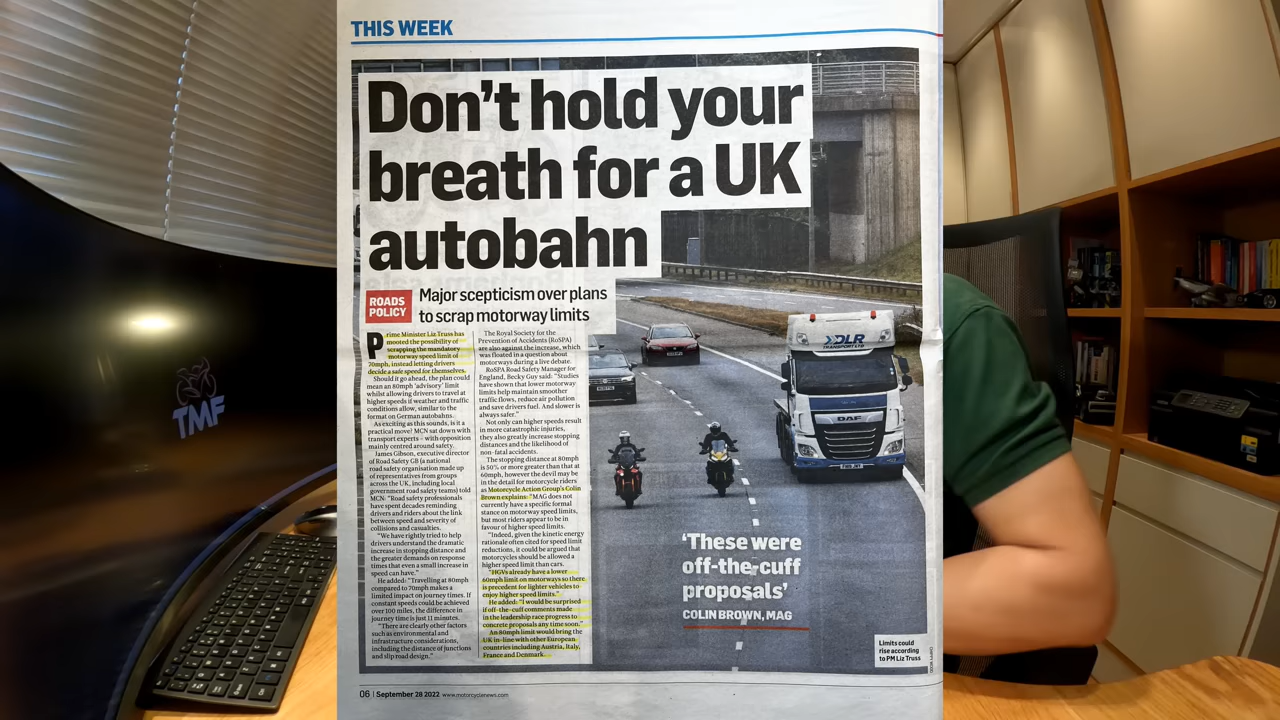 THIS WEEK
Don't hold your
breath for a UK
autobahn
ROADS
POLICY
Major scepticism over plans
to scrap motorway limits
Prime Minister Liz Truss has
mooted the possibility of
scrapping the mandatory
motorway speed limit of
70mph, instead letting drivers
decide a safe speed for themselves.
Should it go ahead, the plan could
mean an 80mph 'advisory' limit
whilst allowing drivers to travel at
higher speeds if weather and traffic
conditions allow, similar to the
format on German autobahns.
As exciting as this sounds, is it a
practical move? MCN sat down with
transport experts – with opposition
mainly centred around safety.
James Gibson, executive director
of Road Safety GB (a national
road safety organisation made up
of representatives from groups
across the UK, including local
government road safety teams) told
MCN: "Road safety professionals
have spent decades reminding
drivers and riders about the link
between speed and severity of
collisions and casualties.
"We have rightly tried to help
drivers understand the dramatic
increase in stopping distance and
the greater demands on response
times that even a small increase in
speed can have."
He added: "Travelling at 80mph
compared to 70mph makes a
limited impact on journey times. If
constant speeds could be achieved
over 100 miles, the difference in
journey time is just 11 minutes.
"There are clearly other factors
such as environmental and
infrastructure considerations,
including the distance of junctions
and slip road design."
The Royal Society for the
Prevention of Accidents (RoSPA)
are also against the increase, which
was floated in a question about
motorways during a live debate.
RoSPA Road Safety Manager for
England, Becky Guy said: "Studies
have shown that lower motorway
limits help maintain smoother
traffic flows, reduce air pollution
and save drivers fuel. And slower is
always safer."
Not only can higher speeds result
in more catastrophic injuries,
they also greatly increase stopping
distances and the likelihood of
non-fatal accidents.
The stopping distance at 80mph
is 50% or more greater than that at
60mph, however the devil may be
in the detail for motorcycle riders
as Motorcycle Action Group's Colin
Brown explains: "MAG does not
currently have a specific formal
stance on motorway speed limits,
but most riders appear to be in
favour of higher speed limits.
"Indeed, given the kinetic energy
rationale often cited for speed limit
reductions, it could be argued that
motorcycles should be allowed a
higher speed limit than cars.
"HGVs already have a lower
60mph limit on motorways so there
is precedent for lighter vehicles to
enjoy higher speed limits."
He added: "I would be surprised
if off-the-cuff comments made
in the leadership race progress to
concrete proposals any time soon."
An 80mph limit would bring the
UK in-line with other European
countries including Austria, Italy,
France and Denmark.
DLR
TRANSPORT LTD
DAF
'These were
off-the-cuff
proposals'
COLIN BROWN, MAG
Limits could
rise according
to PM Liz Truss
06 | September 28 2022 www.motorcyclenews.com
TMF